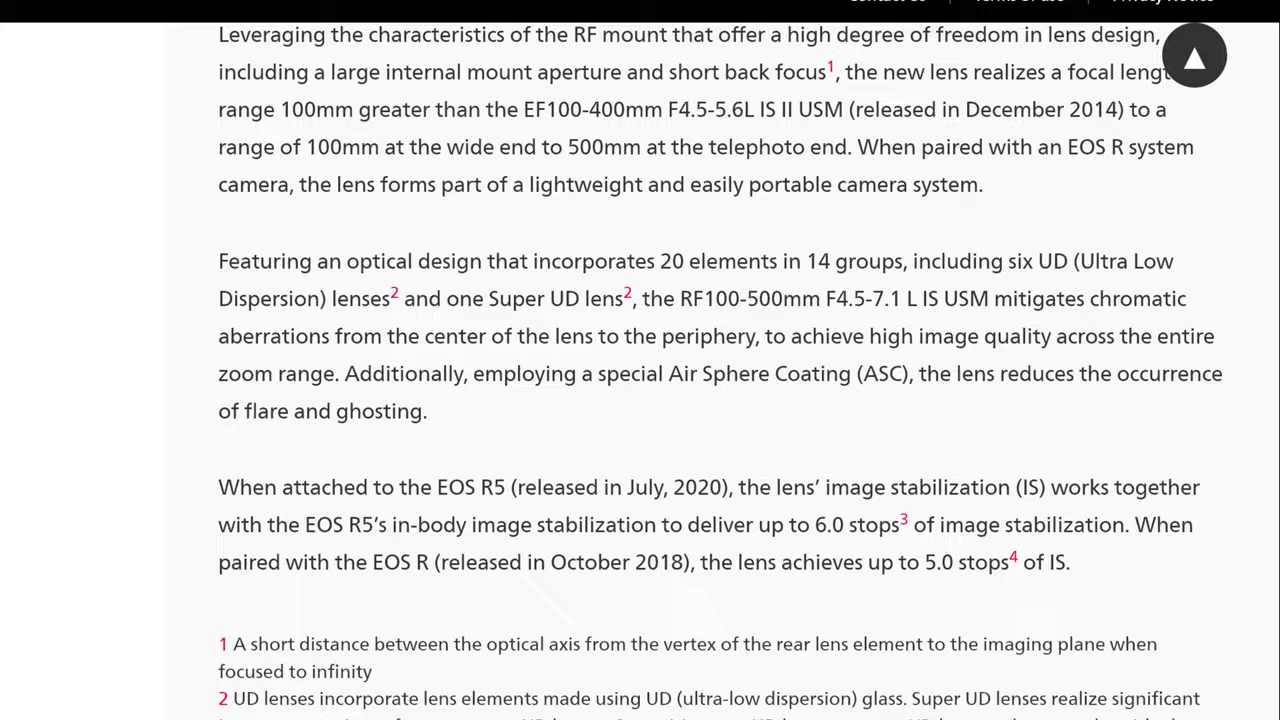 Contact Us | Terms of Use | Privacy Notice
Leveraging the characteristics of the RF mount that offer a high degree of freedom in lens design,
including a large internal mount aperture and short back focus1, the new lens realizes a focal
range 100mm greater than the EF100-400mm F4.5-5.6L IS II USM (released in December 2014) to a
range of 100mm at the wide end to 500mm at the telephoto end. When paired with an EOS R system
camera, the lens forms part of a lightweight and easily portable camera system.
Featuring an optical design that incorporates 20 elements in 14 groups, including six UD (Ultra Low
Dispersion) lenses2 and one Super UD lens2, the RF100-500mm F4.5-7.1 L IS USM mitigates chromatic
aberrations from the center of the lens to the periphery, to achieve high image quality across the entire
zoom range. Additionally, employing a special Air Sphere Coating (ASC), the lens reduces the occurrence
of flare and ghosting.
When attached to the EOS R5 (released in July, 2020), the lens’ image stabilization (IS) works together
with the EOS R5’s in-body image stabilization to deliver up to 6.0 stops3 of image stabilization. When
paired with the EOS R (released in October 2018), the lens achieves up to 5.0 stops4 of IS.
1 A short distance between the optical axis from the vertex of the rear lens element to the imaging plane when
focused to infinity
2 UD lenses incorporate lens elements made using UD (ultra-low dispersion) glass. Super UD lenses realize significant